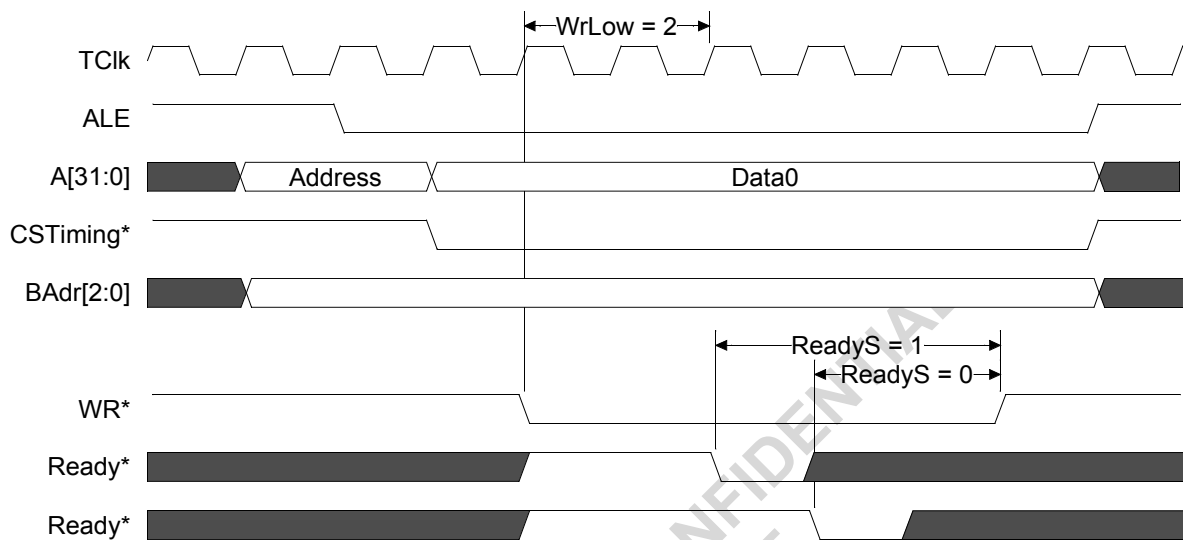 WrLow = 2
TClk
ALE
A[31:0]
Address
Data0
CSTiming*
BAdr[2:0]
ReadyS = 1
ReadyS = 0
WR*
Ready*
Ready*